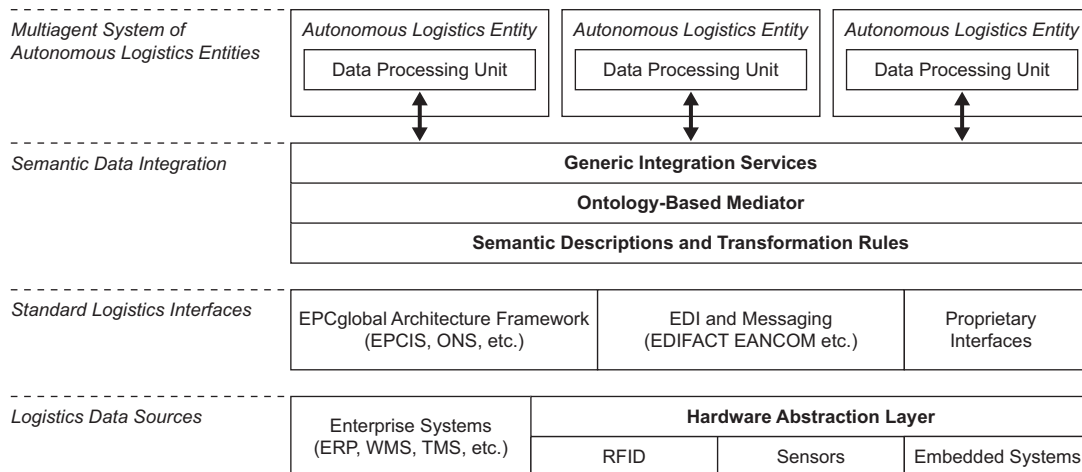 Multiagent System of
Autonomous Logistics Entities
Autonomous Logistics Entity
Data Processing Unit
Autonomous Logistics Entity
Data Processing Unit
Autonomous Logistics Entity
Data Processing Unit
Semantic Data Integration
Generic Integration Services
Ontology-Based Mediator
Semantic Descriptions and Transformation Rules
Standard Logistics Interfaces
EPCglobal Architecture Framework
(EPCIS, ONS, etc.)
EDI and Messaging
(EDIFACT EANCOM etc.)
Proprietary
Interfaces
Logistics Data Sources
Enterprise Systems
(ERP, WMS, TMS, etc.)
Hardware Abstraction Layer
RFID
Sensors
Embedded Systems